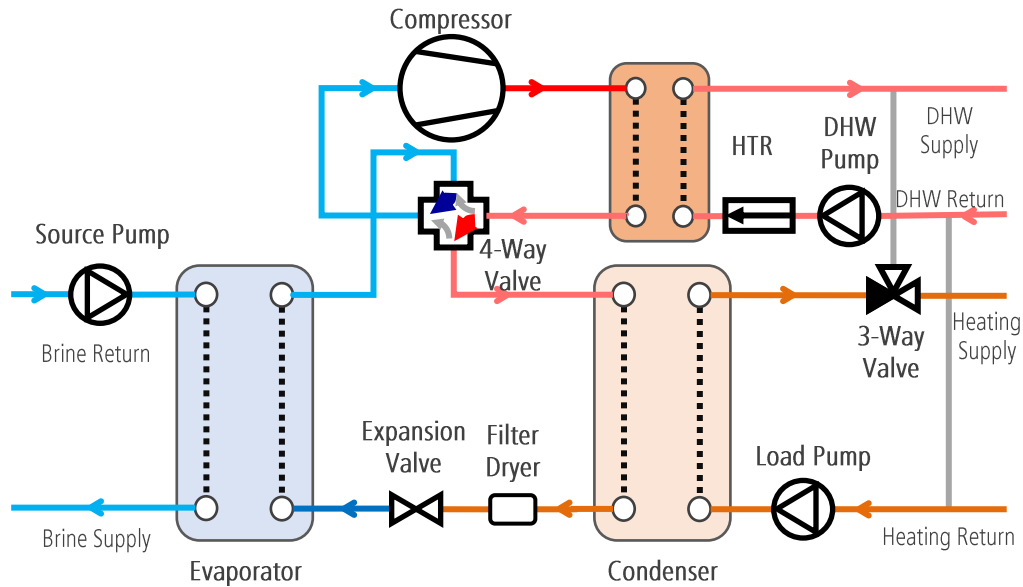 Compressor
DHW
Supply
HTR
DHW
Pump
DHW Return
Source Pump
4-Way
Valve
Brine Return
3-Way
Valve
Heating
Supply
Expansion
Valve
Filter
Dryer
Load Pump
Brine Supply
Heating Return
Evaporator
Condenser